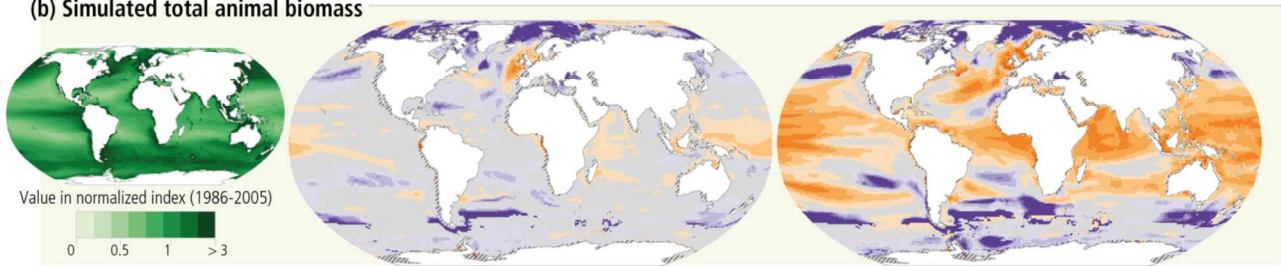 (b) Simulated total animal biomass
Value in normalized index (1986-2005)
0 0.5 1 > 3